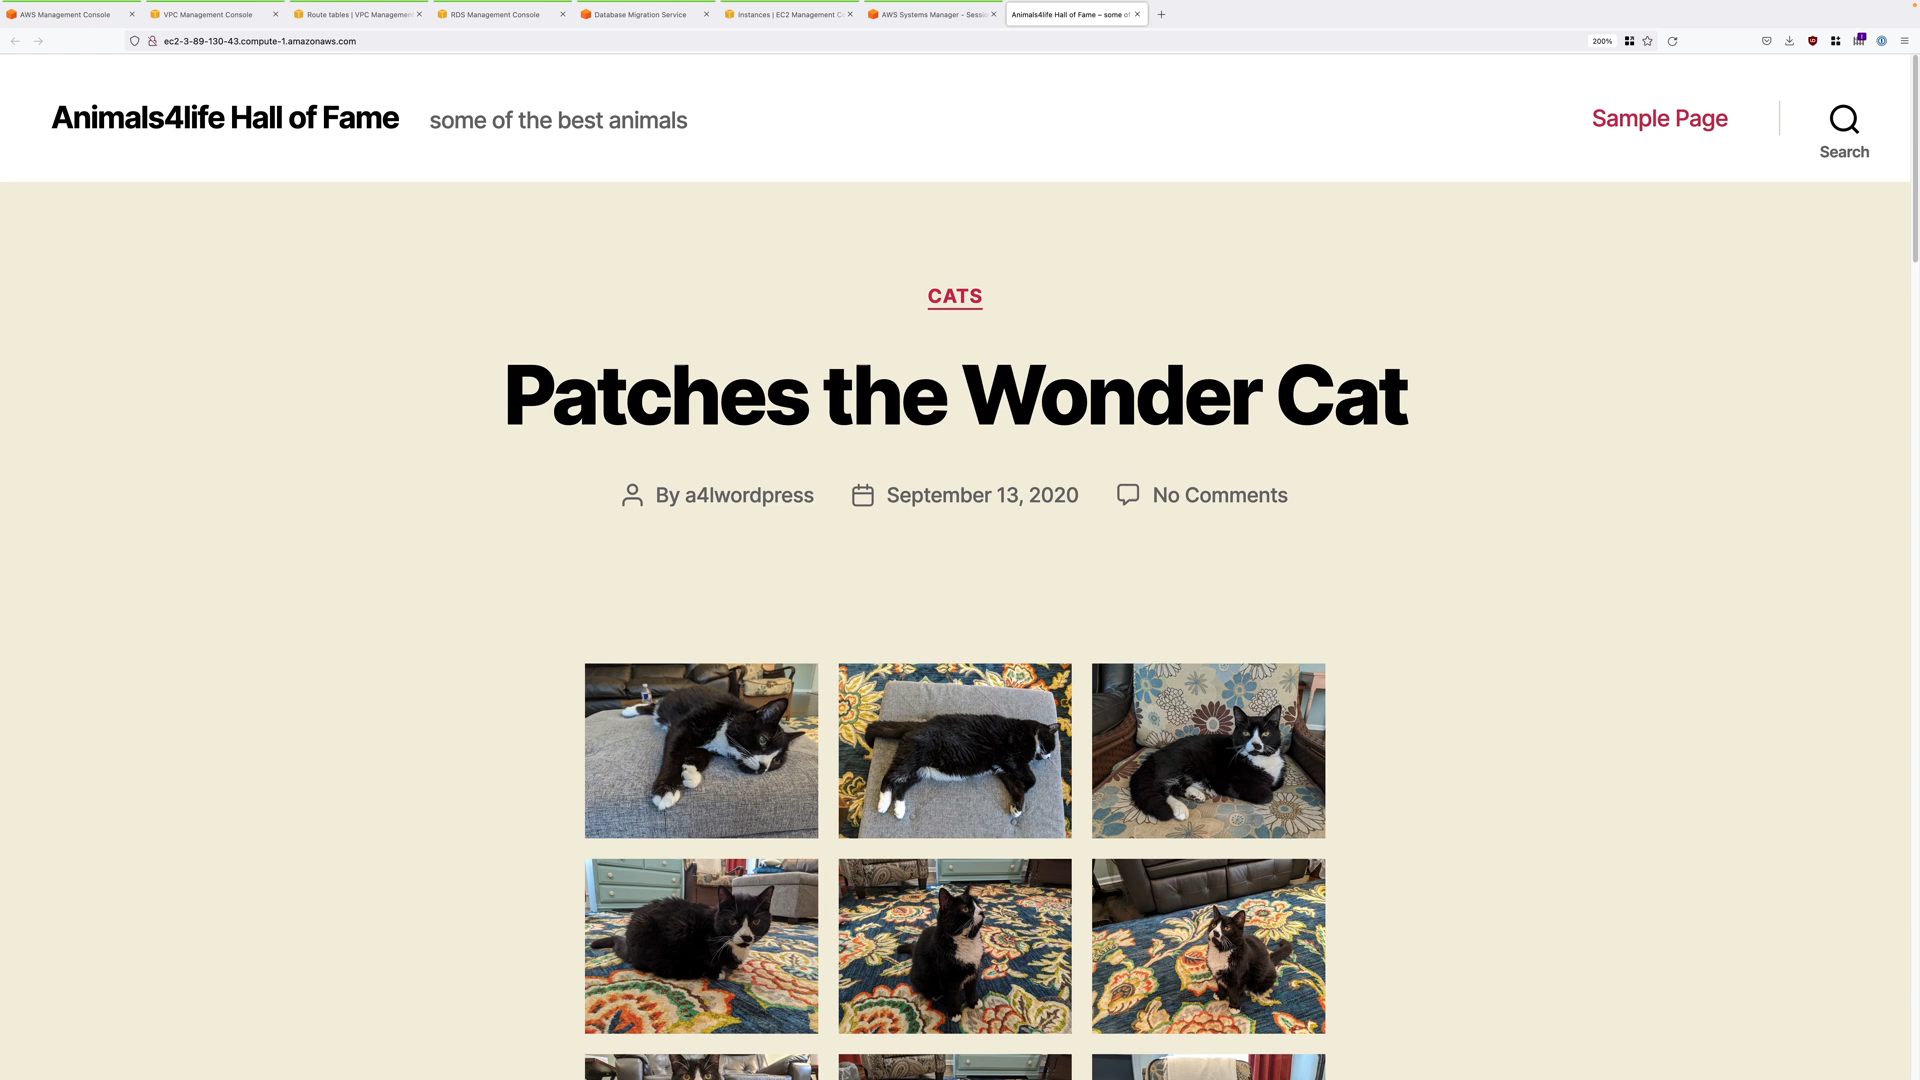 AWS Management Console
VPC Management Console
Route tables | VPC Managemen
RDS Management Console
Database Migration Service
Instances | EC2 Management C
AWS Systems Manager - Sessio
Animals4life Hall of Fame – some of
ec2-3-89-130-43.compute-1.amazonaws.com
200%
Animals4life Hall of Fame
some of the best animals
Sample Page
Search
CATS
Patches the Wonder Cat
By a4lwordpress
September 13, 2020
No Comments